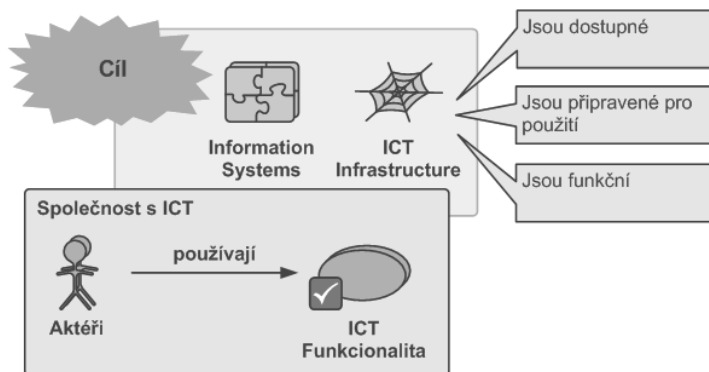 Cíl
Information
Systems
ICT
Infrastructure
Jsou dostupné
Jsou připravené pro
použití
Jsou funkční
Společnost s ICT
používají
Aktéři
ICT
Funkcionalita